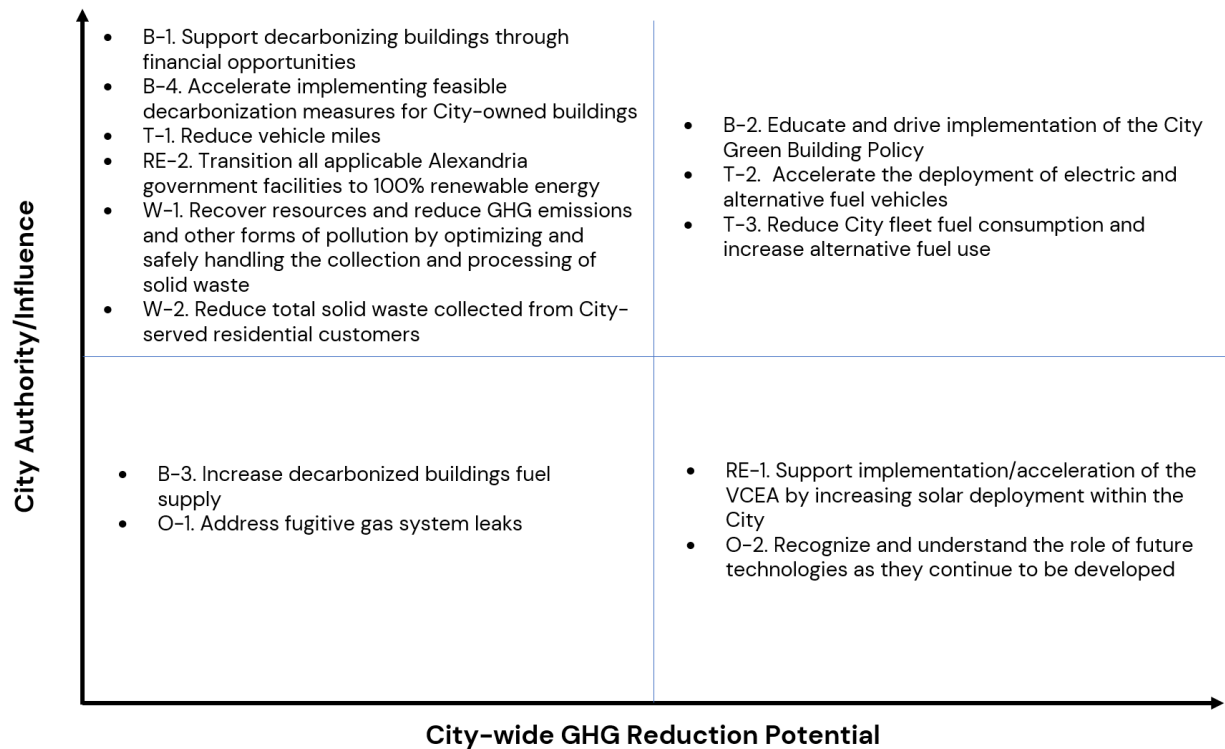 City Authority/Influence
• B-1. Support decarbonizing buildings through
financial opportunities
• B-4. Accelerate implementing feasible
decarbonization measures for City-owned buildings
• T-1. Reduce vehicle miles
• RE-2. Transition all applicable Alexandria
government facilities to 100% renewable energy
• W-1. Recover resources and reduce GHG emissions
and other forms of pollution by optimizing and
safely handling the collection and processing of
solid waste
• W-2. Reduce total solid waste collected from City-
served residential customers
• B-2. Educate and drive implementation of the City
Green Building Policy
• T-2. Accelerate the deployment of electric and
alternative fuel vehicles
• T-3. Reduce City fleet fuel consumption and
increase alternative fuel use
• B-3. Increase decarbonized buildings fuel
supply
• O-1. Address fugitive gas system leaks
• RE-1. Support implementation/acceleration of the
VCEA by increasing solar deployment within the
City
• O-2. Recognize and understand the role of future
technologies as they continue to be developed
City-wide GHG Reduction Potential